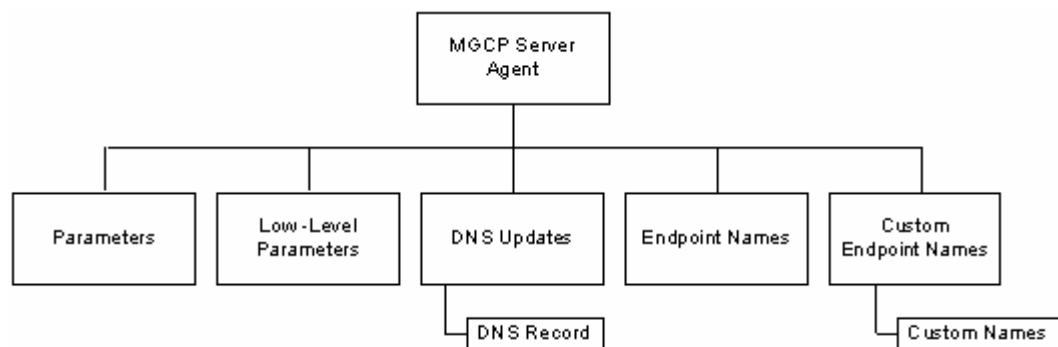 MGCP Server
Agent
Parameters
Low-Level
Parameters
DNS Updates
Endpoint Names
Custom
Endpoint Names
DNS Record
Custom Names